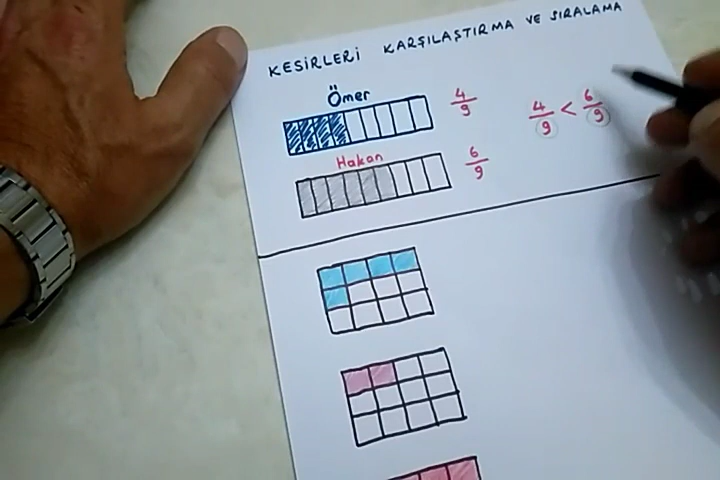 KESİRLERİ KARŞILAŞTIRMA VE SIRALAMA
Ömer
4/9
4/9 < 6/9
Hakan
6/9